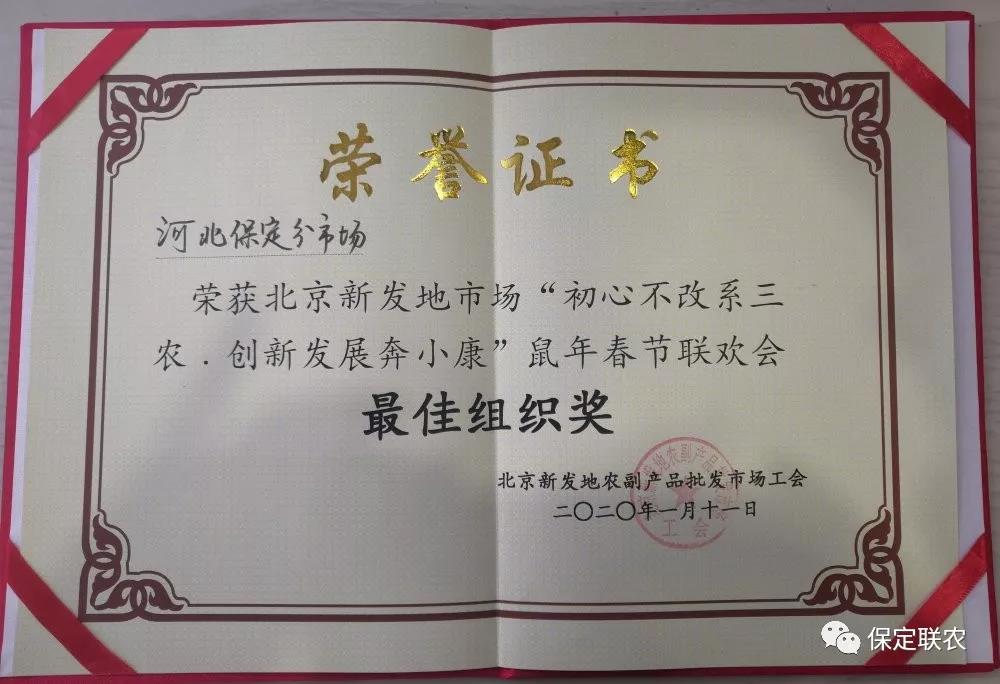 荣誉证书
河北保定分市场
荣获北京新发地市场“初心不改系三
农.创新发展奔小康”鼠年春节联欢会
最佳组织奖
北京新发地农副产品批发市场工会
二〇二〇年一月十一日
工会
保定联农